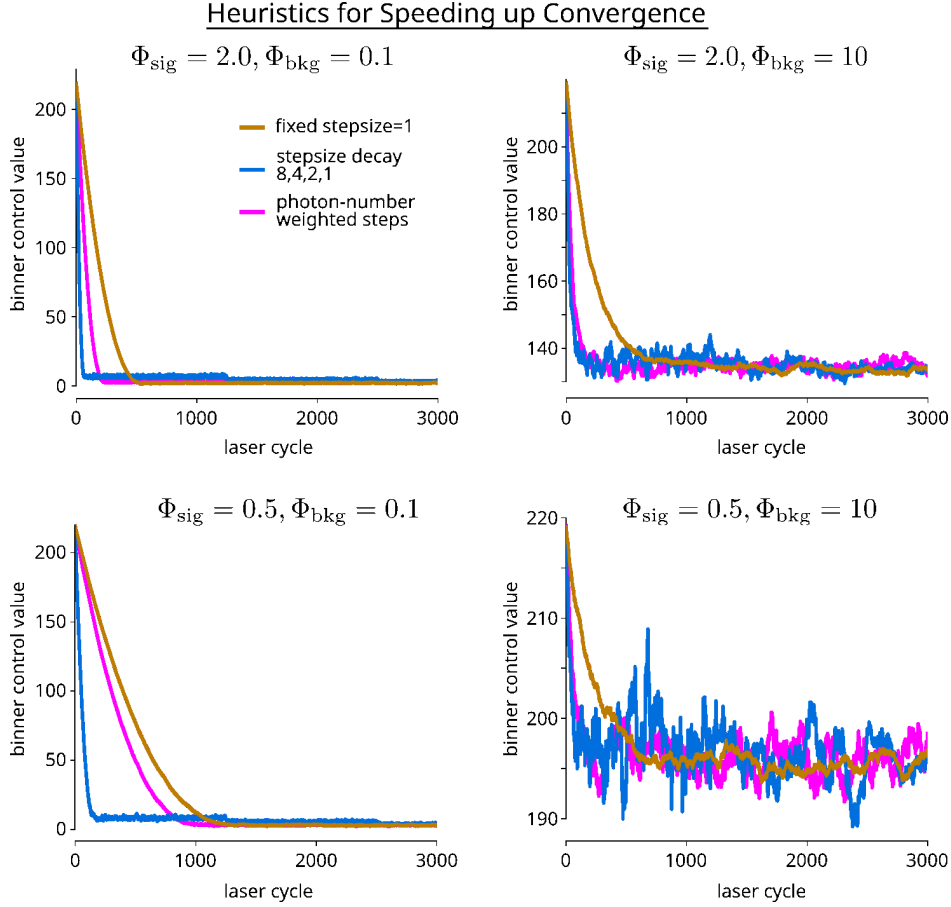 Heuristics for Speeding up Convergence
Φsig = 2.0, Φbkg = 0.1
binner control value
200
150
100
50
0
fixed stepsize=1
stepsize decay
8,4,2,1
photon-number
weighted steps
0 1000 2000 3000
laser cycle
Φsig = 2.0, Φbkg = 10
binner control value
200
180
160
140
0 1000 2000 3000
laser cycle
Φsig = 0.5, Φbkg = 0.1
binner control value
200
150
100
50
0
0 1000 2000 3000
laser cycle
Φsig = 0.5, Φbkg = 10
binner control value
220
210
200
190
0 1000 2000 3000
laser cycle